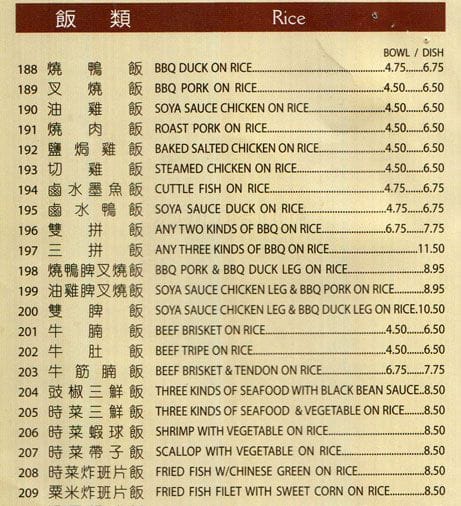 飯 類 Rice
BOWL / DISH
188 燒 鴨 飯 BBQ DUCK ON RICE 4.75 6.75
189 叉 燒 飯 BBQ PORK ON RICE 4.50 6.50
190 油 雞 飯 SOYA SAUCE CHICKEN ON RICE 4.50 6.50
191 燒 肉 飯 ROAST PORK ON RICE 4.50 6.50
192 鹽 焗 雞 飯 BAKED SALTED CHICKEN ON RICE 4.50 6.50
193 切 雞 飯 STEAMED CHICKEN ON RICE 4.50 6.50
194 鹵水墨魚飯 CUTTLE FISH ON RICE 4.75 6.75
195 鹵 水 鴨 飯 SOYA SAUCE DUCK ON RICE 4.75 6.75
196 雙 拼 飯 ANY TWO KINDS OF BBQ ON RICE 6.75 7.75
197 三 拼 飯 ANY THREE KINDS OF BBQ ON RICE 11.50
198 燒鴨脾叉燒飯 BBQ PORK & BBQ DUCK LEG ON RICE 8.95
199 油雞脾叉燒飯 SOYA SAUCE CHICKEN LEG & BBQ PORK ON RICE 8.95
200 雙 脾 飯 SOYA SAUCE CHICKEN LEG & BBQ DUCK LEG ON RICE 10.50
201 牛 腩 飯 BEEF BRISKET ON RICE 4.50 6.50
202 牛 肚 飯 BEEF TRIPE ON RICE 4.50 6.50
203 牛 筋 腩 飯 BEEF BRISKET & TENDON ON RICE 6.75 7.75
204 豉椒三鮮飯 THREE KINDS OF SEAFOOD WITH BLACK BEAN SAUCE 8.50
205 時菜三鮮飯 THREE KINDS OF SEAFOOD & VEGETABLE ON RICE 8.50
206 時菜蝦球飯 SHRIMP WITH VEGETABLE ON RICE 8.50
207 時菜帶子飯 SCALLOP WITH VEGETABLE ON RICE 8.50
208 時菜炸班片飯 FRIED FISH W/CHINESE GREEN ON RICE 8.50
209 粟米炸班片飯 FRIED FISH FILET WITH SWEET CORN ON RICE 8.50